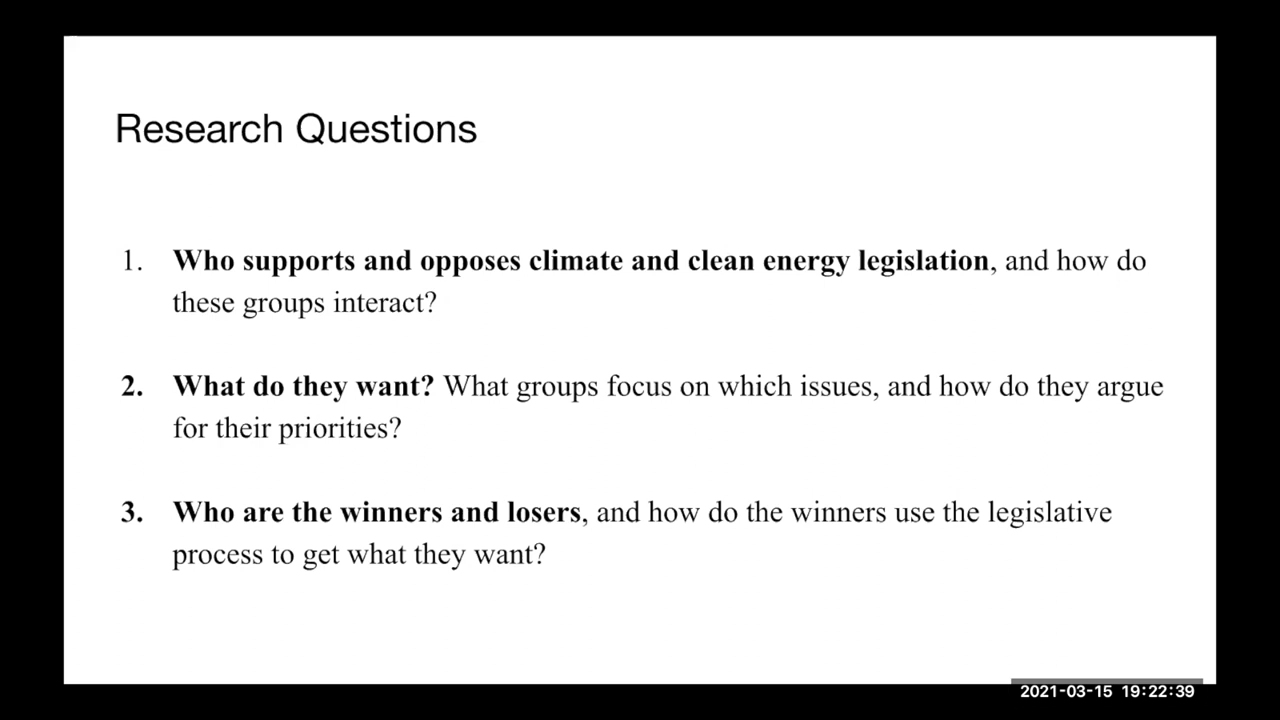 Research Questions
1. Who supports and opposes climate and clean energy legislation, and how do
these groups interact?
2. What do they want? What groups focus on which issues, and how do they argue
for their priorities?
3. Who are the winners and losers, and how do the winners use the legislative
process to get what they want?
2021-03-15 19:22:39